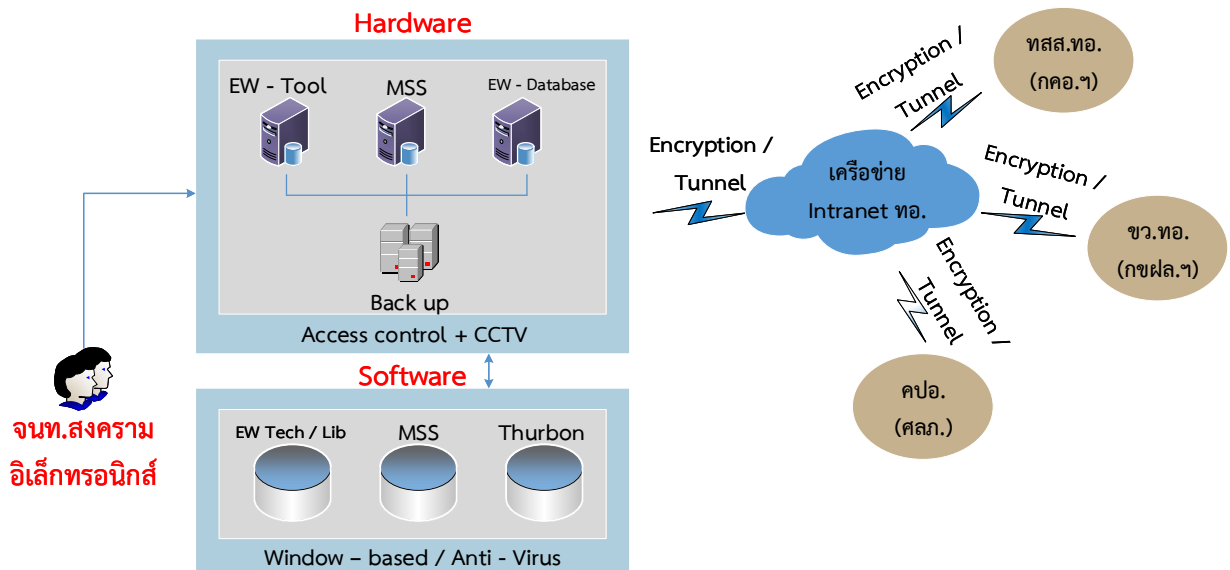 Hardware
EW - Tool
MSS
EW - Database
Back up
Access control + CCTV
Software
EW Tech / Lib
MSS
Thurbon
Window – based / Anti - Virus
จนท.สงคราม
อิเล็กทรอนิกส์
Encryption /
Tunnel
เครือข่าย
Intranet ทอ.
Encryption /
Tunnel
ทสส.ทอ.
(กคอ.ฯ)
Encryption /
Tunnel
ขว.ทอ.
(กขฝล.ฯ)
Encryption /
Tunnel
คปอ.
(ศลภ.)